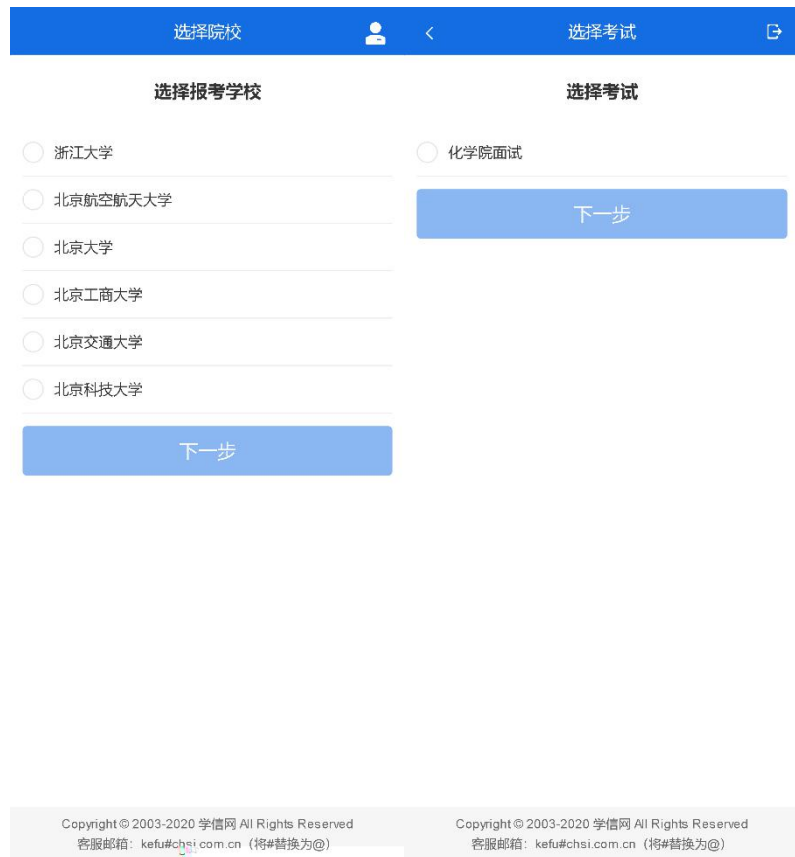 选择院校
选择报考学校
浙江大学
北京航空航天大学
北京大学
北京工商大学
北京交通大学
北京科技大学
下一步
Copyright © 2003-2020 学信网 All Rights Reserved
客服邮箱：kefu#chsi.com.cn（将#替换为@）
选择考试
选择考试
化学院面试
下一步
Copyright © 2003-2020 学信网 All Rights Reserved
客服邮箱：kefu#chsi.com.cn（将#替换为@）